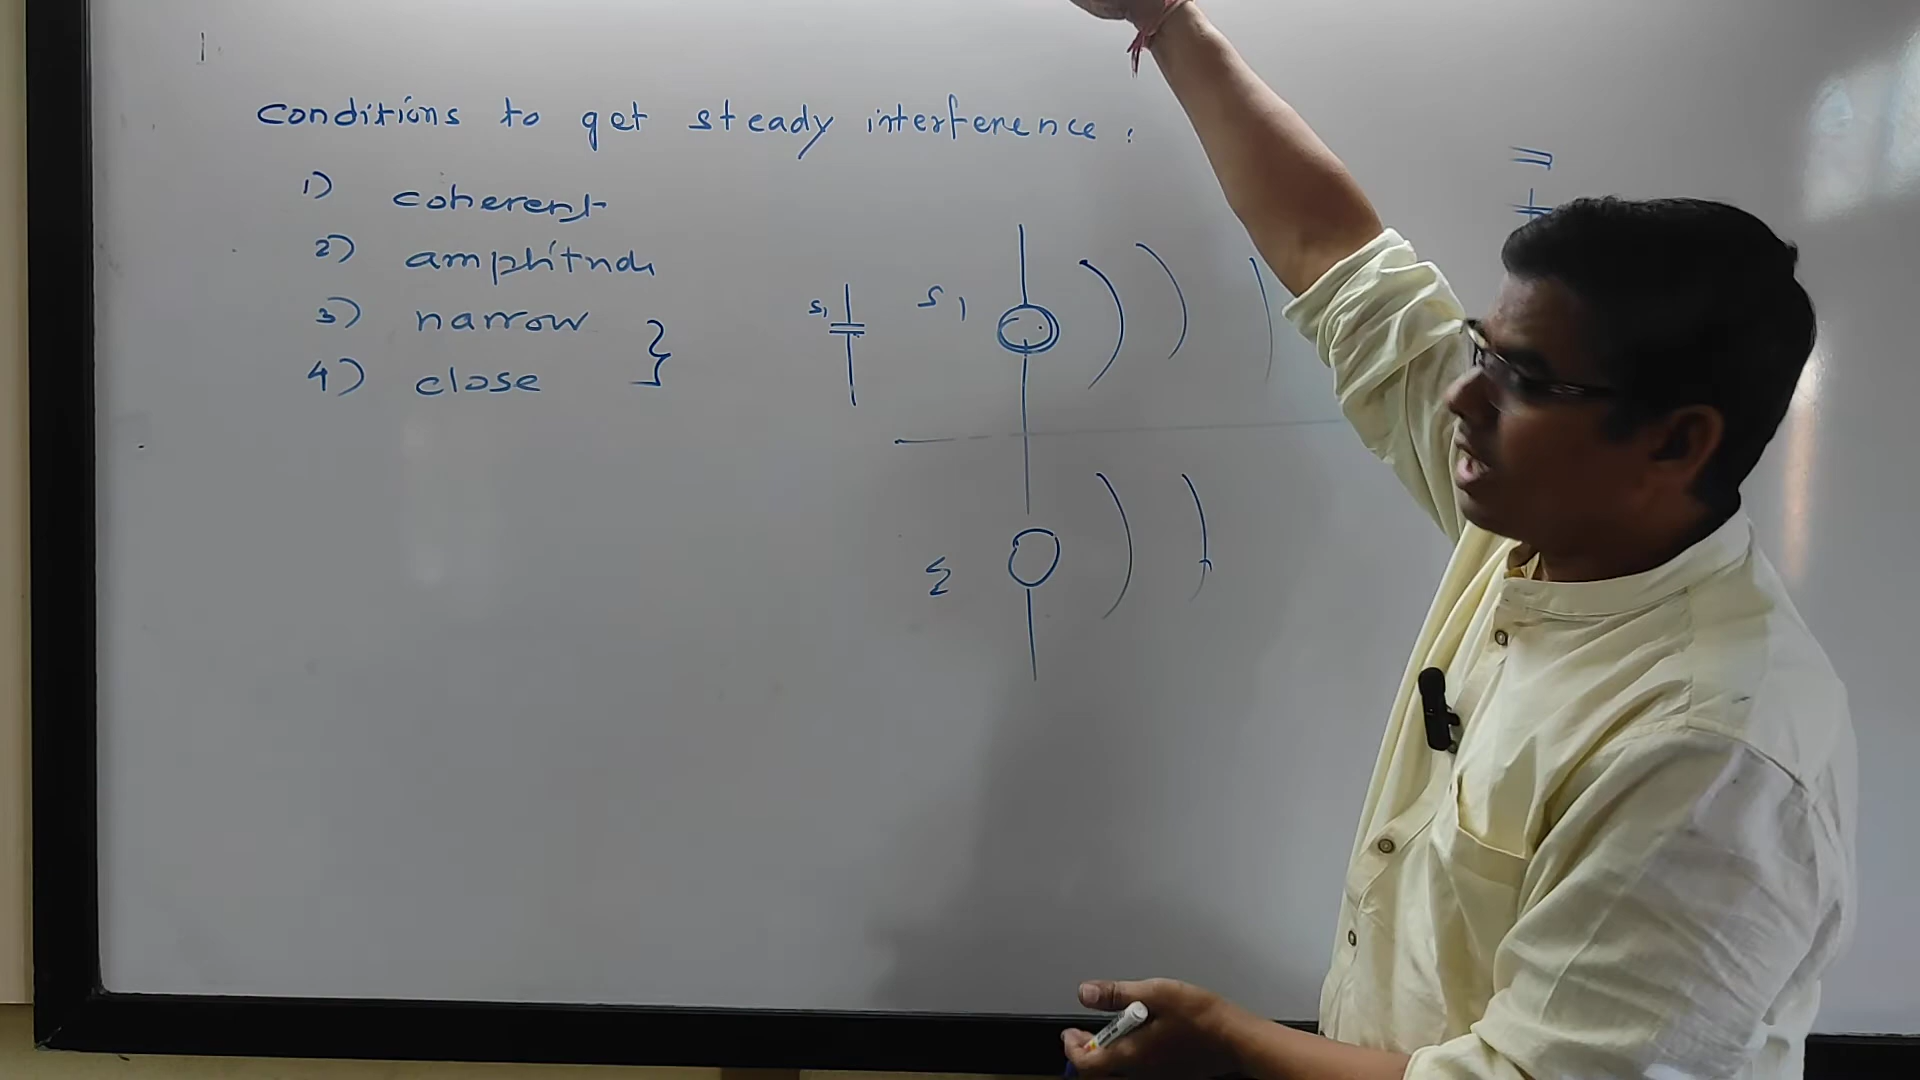 conditions to get steady interference :
1) coherent
2) amplitude
3) narrow
4) close
S1
S1
S2